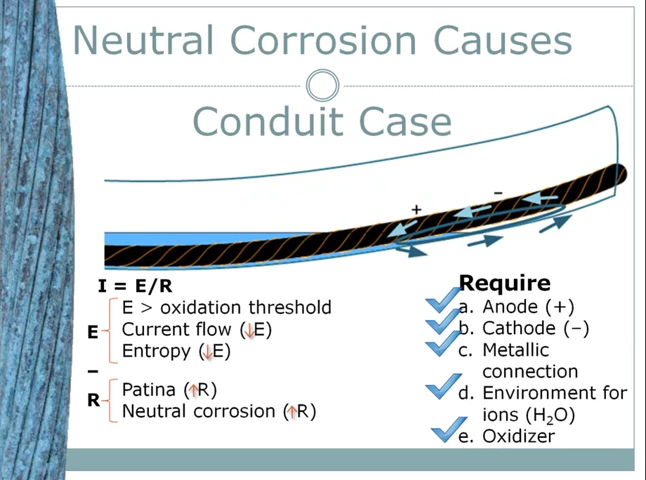 Neutral Corrosion Causes
Conduit Case
+
−
I = E/R
E > oxidation threshold
Current flow (↓E)
Entropy (↓E)
E
–
R
Patina (↑R)
Neutral corrosion (↑R)
Require
a. Anode (+)
b. Cathode (–)
c. Metallic
connection
d. Environment for
ions (H₂O)
e. Oxidizer